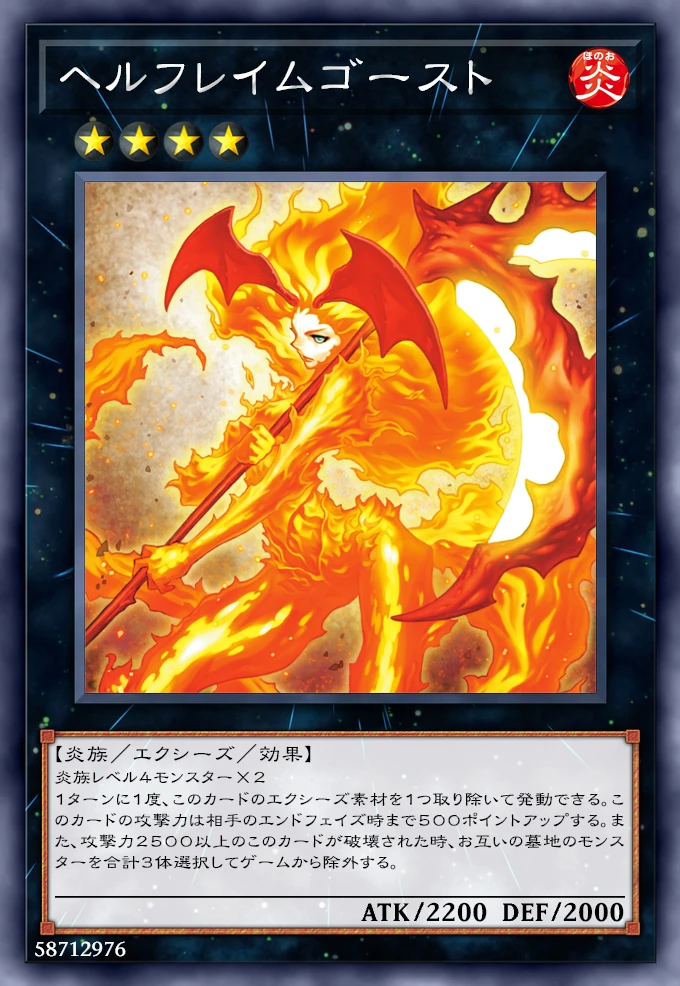 ヘルフレイムゴースト
ほのお
炎
【炎族／エクシーズ／効果】
炎族レベル４モンスター×２
１ターンに１度、このカードのエクシーズ素材を１つ取り除いて発動できる。こ
のカードの攻撃力は相手のエンドフェイズ時まで５００ポイントアップする。ま
た、攻撃力２５００以上のこのカードが破壊された時、お互いの墓地のモンス
ターを合計３体選択してゲームから除外する。
ATK/2200 DEF/2000
58712976